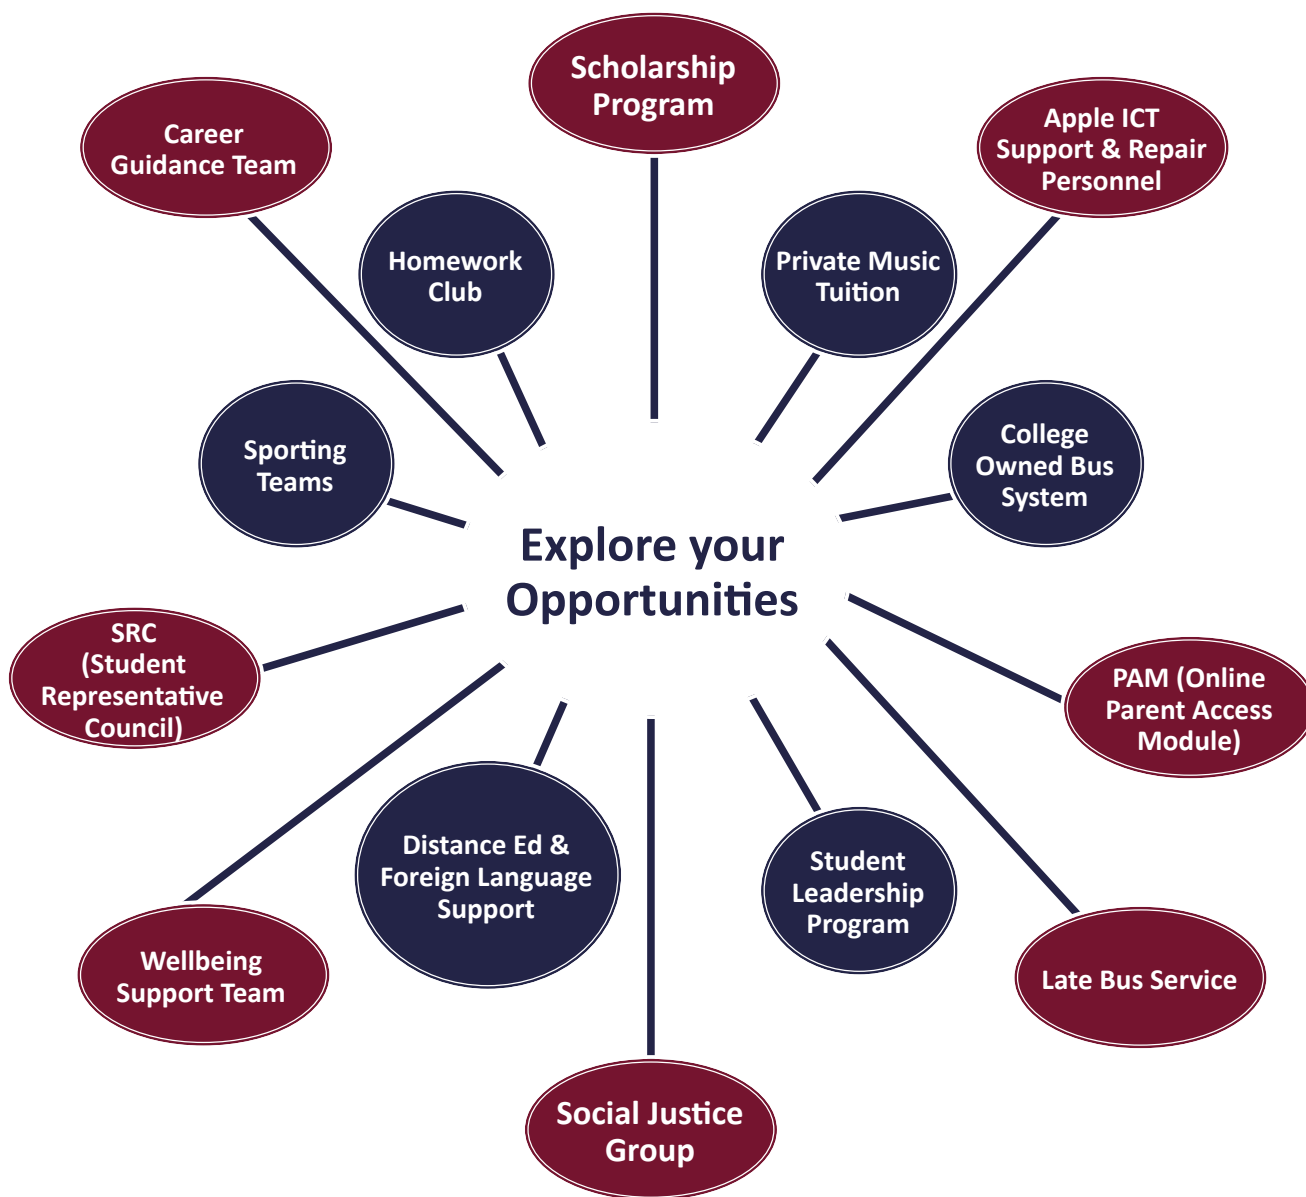 Scholarship
Program
Career
Guidance Team
Apple ICT
Support & Repair
Personnel
Homework
Club
Private Music
Tuition
Sporting
Teams
College
Owned Bus
System
Explore your
Opportunities
SRC
(Student
Representative
Council)
PAM (Online
Parent Access
Module)
Distance Ed &
Foreign Language
Support
Student
Leadership
Program
Wellbeing
Support Team
Late Bus Service
Social Justice
Group